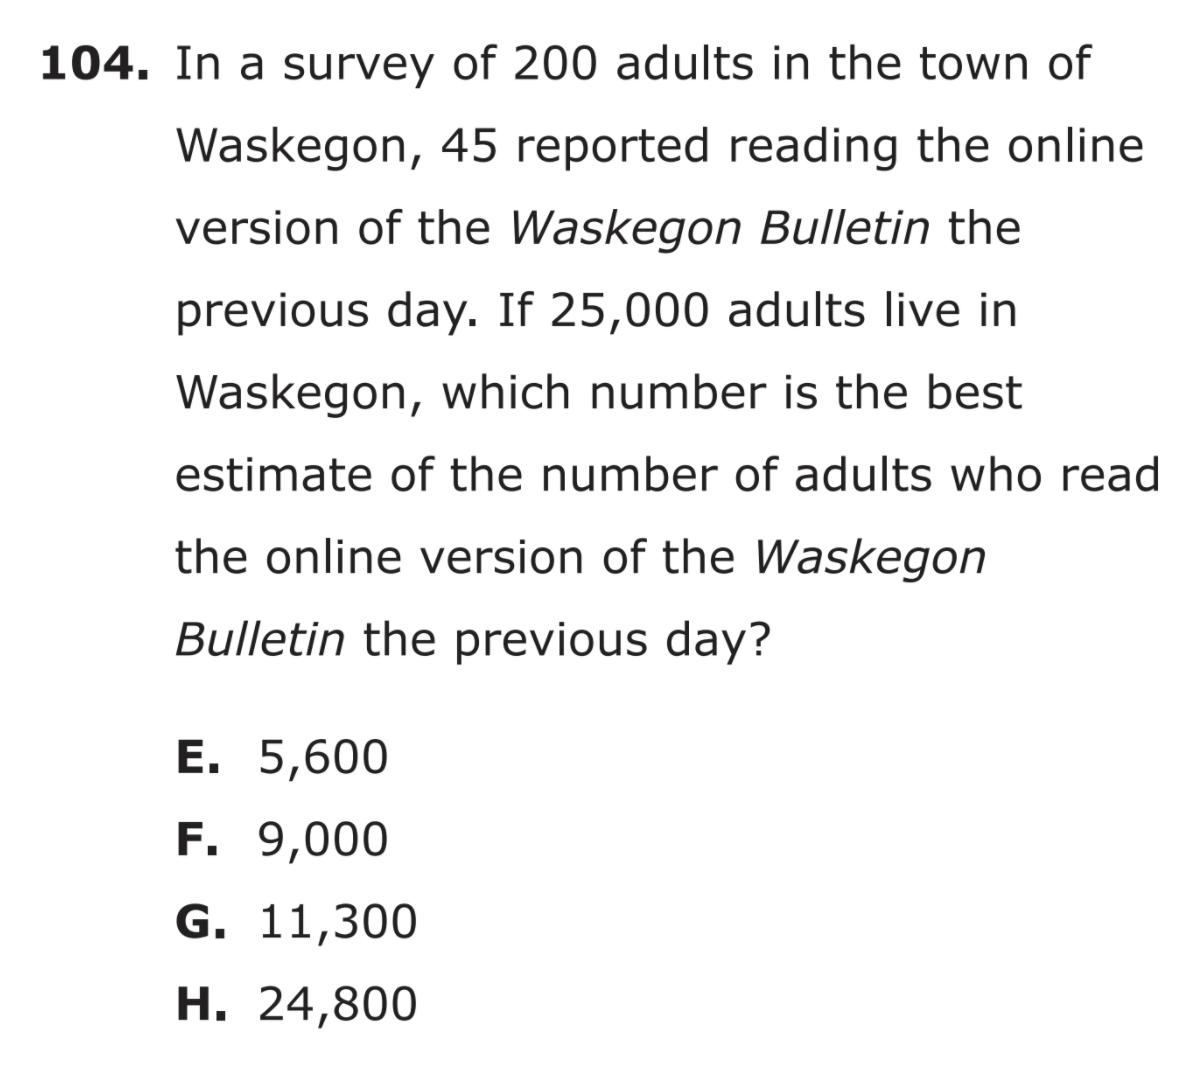 104. In a survey of 200 adults in the town of
Waskegon, 45 reported reading the online
version of the Waskegon Bulletin the
previous day. If 25,000 adults live in
Waskegon, which number is the best
estimate of the number of adults who read
the online version of the Waskegon
Bulletin the previous day?
E. 5,600
F. 9,000
G. 11,300
H. 24,800